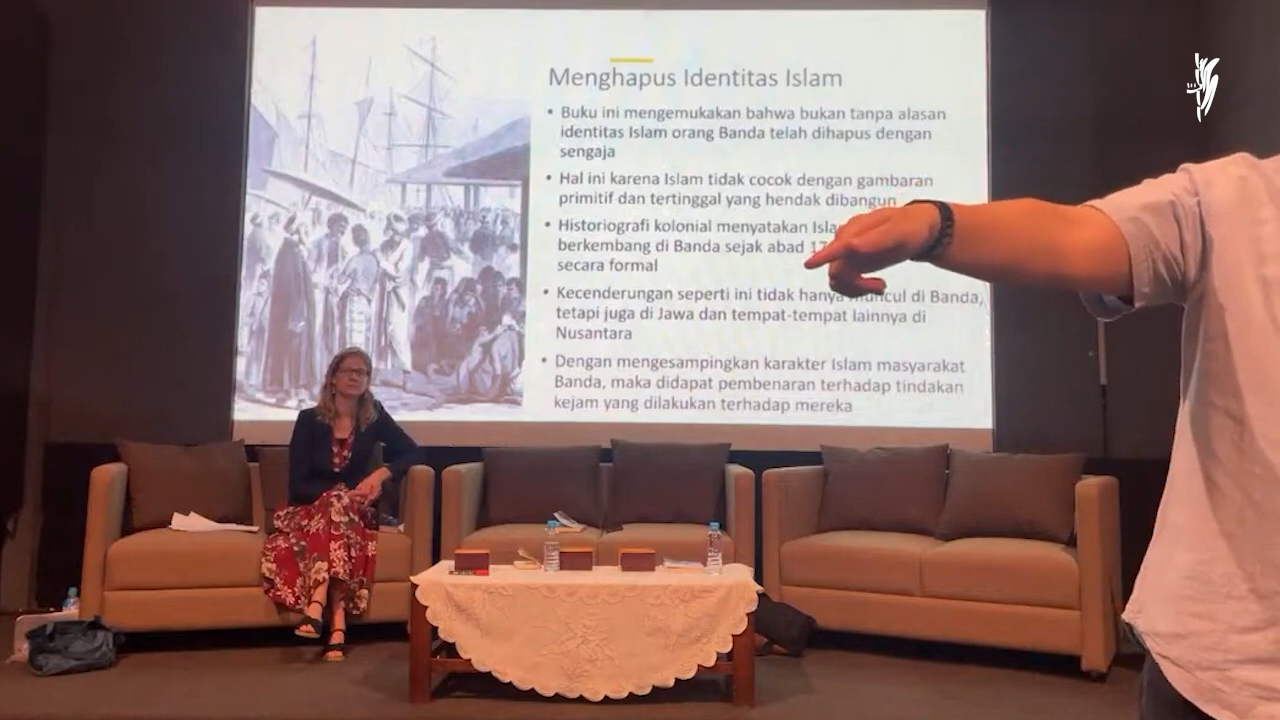 Menghapus Identitas Islam
• Buku ini mengemukakan bahwa bukan tanpa alasan
identitas Islam orang Banda telah dihapus dengan
sengaja
• Hal ini karena Islam tidak cocok dengan gambaran
primitif dan tertinggal yang hendak dibangun
• Historiografi kolonial menyatakan
berkembang di Banda sejak abad
secara formal
• Kecenderungan seperti ini tidak hanya muncul di Banda,
tetapi juga di Jawa dan tempat-tempat lainnya di
Nusantara
• Dengan mengesampingkan karakter Islam masyarakat
Banda, maka didapat pembenaran terhadap tindakan
kejam yang dilakukan terhadap mereka